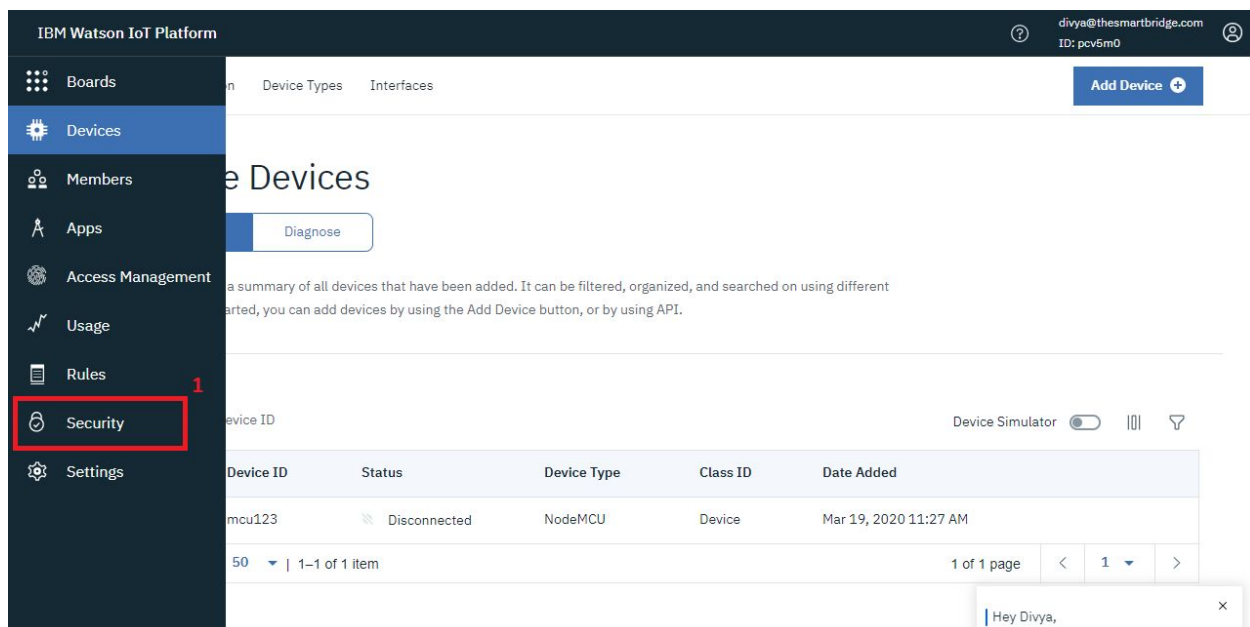 IBM Watson IoT Platform
divya@thesmartbridge.com
ID: pcv5m0
Boards
Devices
Members
Apps
Access Management
Usage
Rules
1
Security
Settings
Device Types Interfaces
Add Device
e Devices
Diagnose
a summary of all devices that have been added. It can be filtered, organized, and searched on using different
arted, you can add devices by using the Add Device button, or by using API.
evice ID
Device Simulator
Device ID Status Device Type Class ID Date Added
mcu123 Disconnected NodeMCU Device Mar 19, 2020 11:27 AM
50 | 1–1 of 1 item
1 of 1 page < 1 >
Hey Divya,